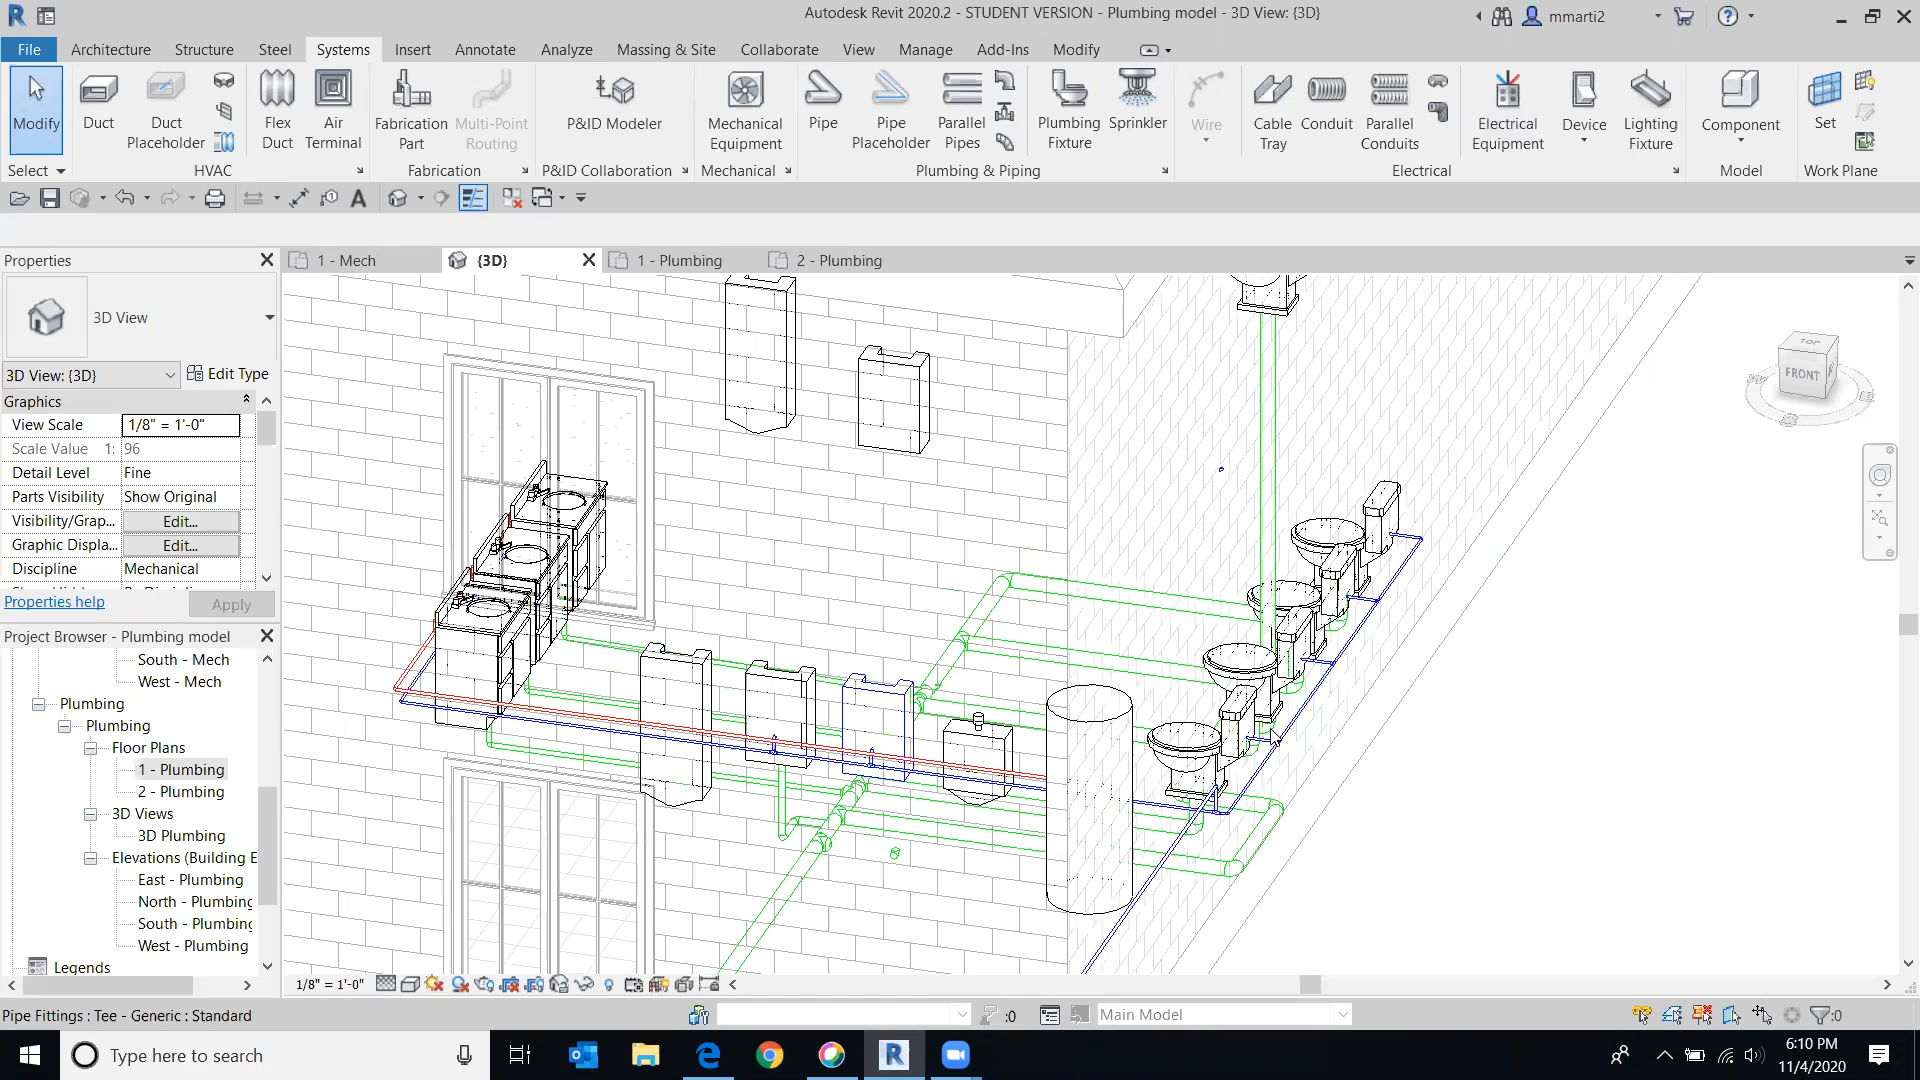 Autodesk Revit 2020.2 - STUDENT VERSION - Plumbing model - 3D View: {3D}
mmarti2
File
Architecture
Structure
Steel
Systems
Insert
Annotate
Analyze
Massing & Site
Collaborate
View
Manage
Add-Ins
Modify
Modify
Duct
Duct
Placeholder
Flex
Duct
Air
Terminal
Fabrication
Part
Multi-Point
Routing
P&ID Modeler
Mechanical
Equipment
Pipe
Pipe
Placeholder
Parallel
Pipes
Plumbing
Fixture
Sprinkler
Wire
Cable
Tray
Conduit
Parallel
Conduits
Electrical
Equipment
Device
Lighting
Fixture
Component
Set
Select
HVAC
Fabrication
P&ID Collaboration
Mechanical
Plumbing & Piping
Electrical
Model
Work Plane
Properties
1 - Mech
{3D}
1 - Plumbing
2 - Plumbing
3D View
3D View: {3D}
Edit Type
Graphics
View Scale
1/8" = 1'-0"
Scale Value 1:
96
Detail Level
Fine
Parts Visibility
Show Original
Visibility/Grap...
Edit...
Graphic Displa...
Edit...
Discipline
Mechanical
Properties help
Apply
TOP
FRONT
Project Browser - Plumbing model
South - Mech
West - Mech
Plumbing
Plumbing
Floor Plans
1 - Plumbing
2 - Plumbing
3D Views
3D Plumbing
Elevations (Building E
East - Plumbing
North - Plumbing
South - Plumbing
West - Plumbing
Legends
1/8" = 1'-0"
Pipe Fittings : Tee - Generic : Standard
:0
Main Model
:0
Type here to search
6:10 PM
11/4/2020